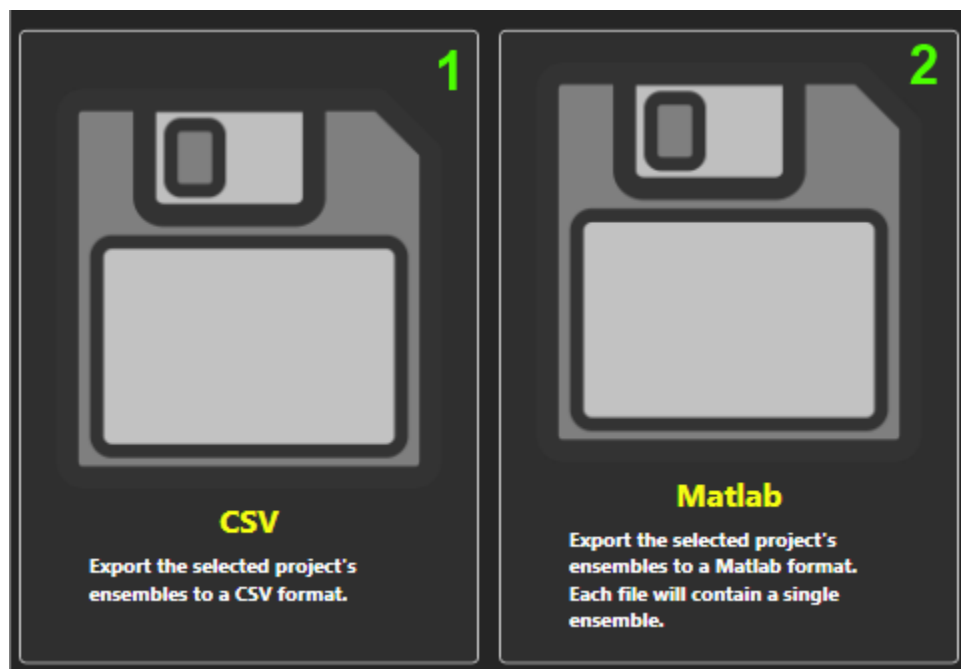 1
CSV
Export the selected project's
ensembles to a CSV format.
2
Matlab
Export the selected project's
ensembles to a Matlab format.
Each file will contain a single
ensemble.